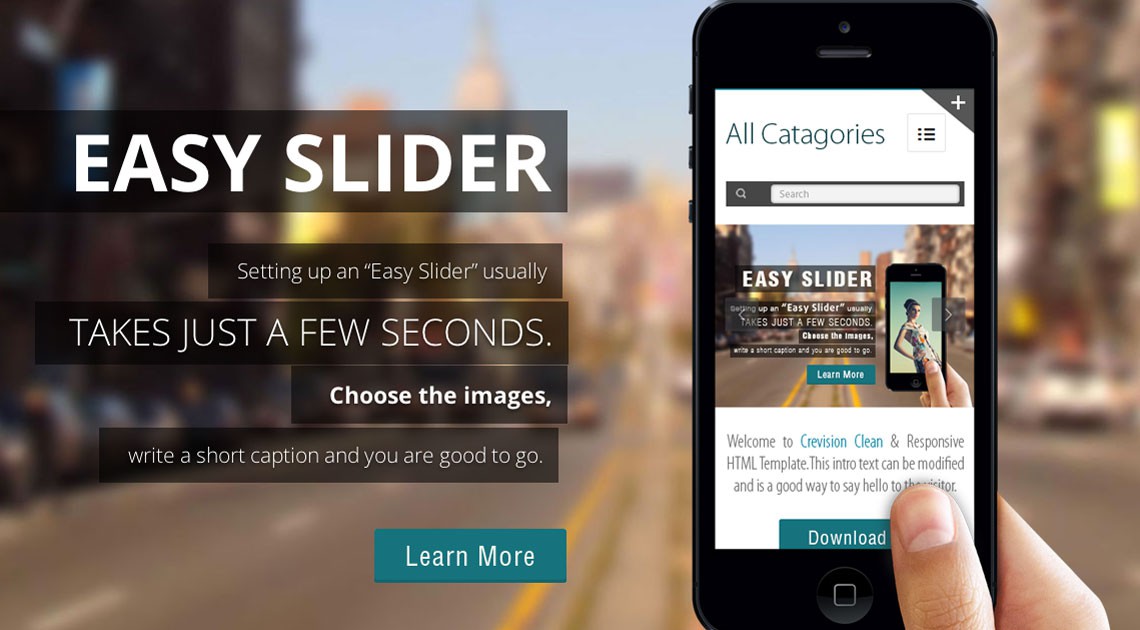 EASY SLIDER
Setting up an “Easy Slider” usually
TAKES JUST A FEW SECONDS.
Choose the images,
write a short caption and you are good to go.
Learn More
+
All Catagories
Search
EASY SLIDER
Setting up an “Easy Slider” usually
TAKES JUST A FEW SECONDS.
Choose the images,
write a short caption and you are good to go.
Learn More
Welcome to Crevision Clean & Responsive
HTML Template.This intro text can be modified
and is a good way to say hello to the visitor.
Download